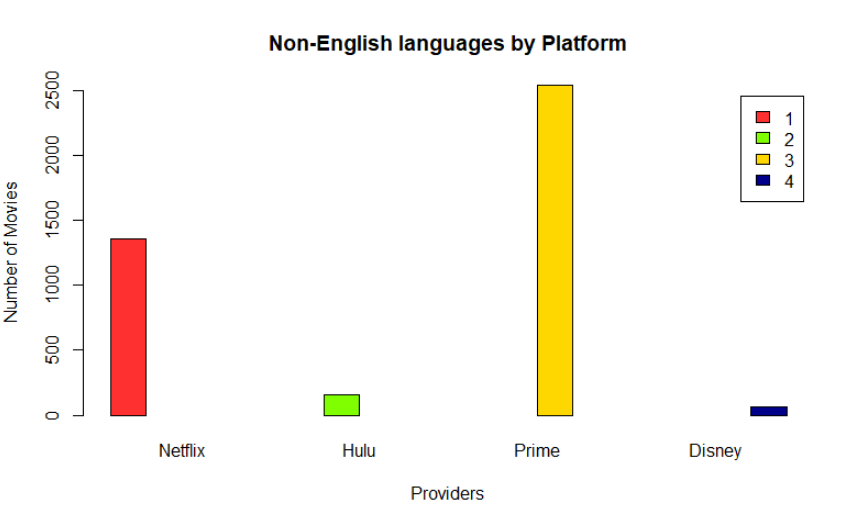 Non-English languages by Platform
Number of Movies
2500
2000
1500
1000
500
0
1
2
3
4
Netflix Hulu Prime Disney
Providers